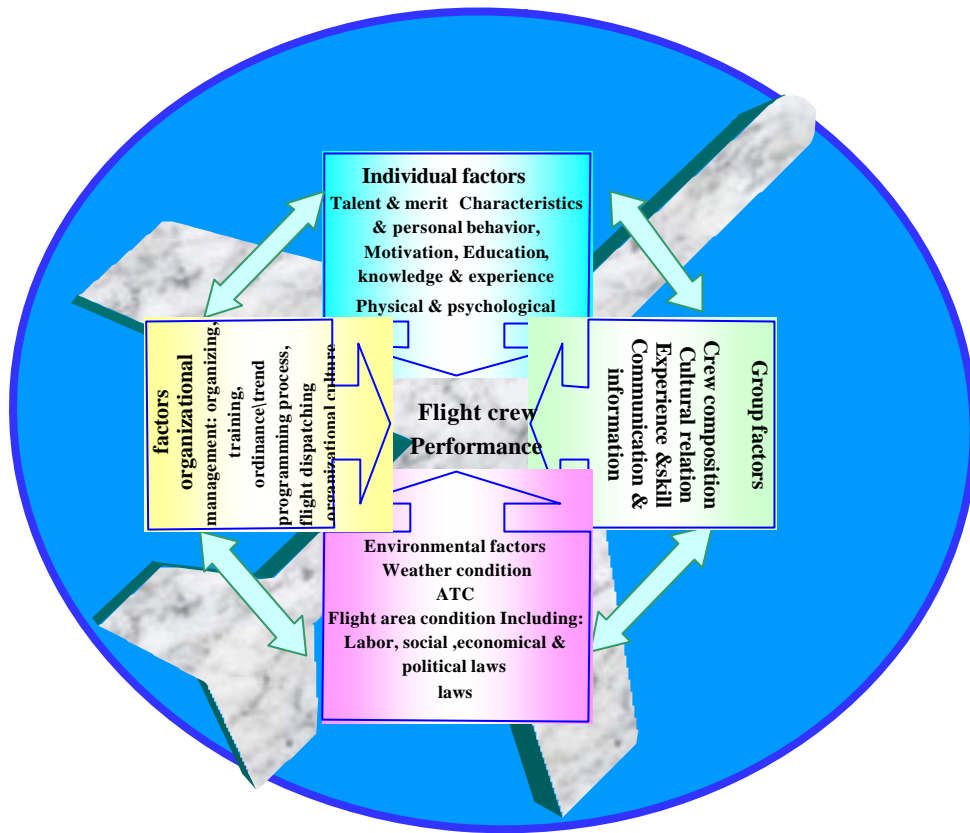 Individual factors
Talent & merit Characteristics
& personal behavior,
Motivation, Education,
knowledge & experience
Physical & psychological
factors
organizational
management: organizing,
training,
ordinance\trend
programming process,
flight dispatching
organizational culture
Flight crew
Performance
Group factors
Crew composition
Cultural relation
Experience &skill
Communication &
information
Environmental factors
Weather condition
ATC
Flight area condition Including:
Labor, social ,economical &
political laws
laws